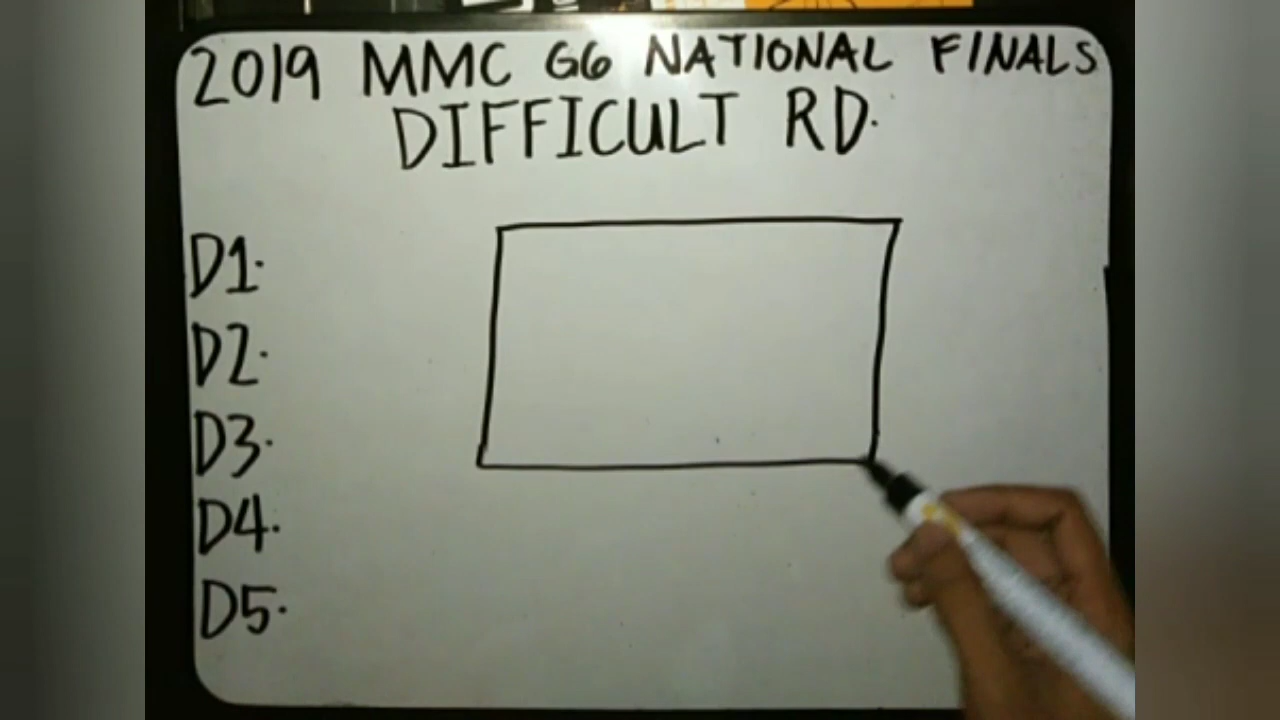 2019 MMC G6 NATIONAL FINALS
DIFFICULT RD.
D1.
D2.
D3.
D4.
D5.